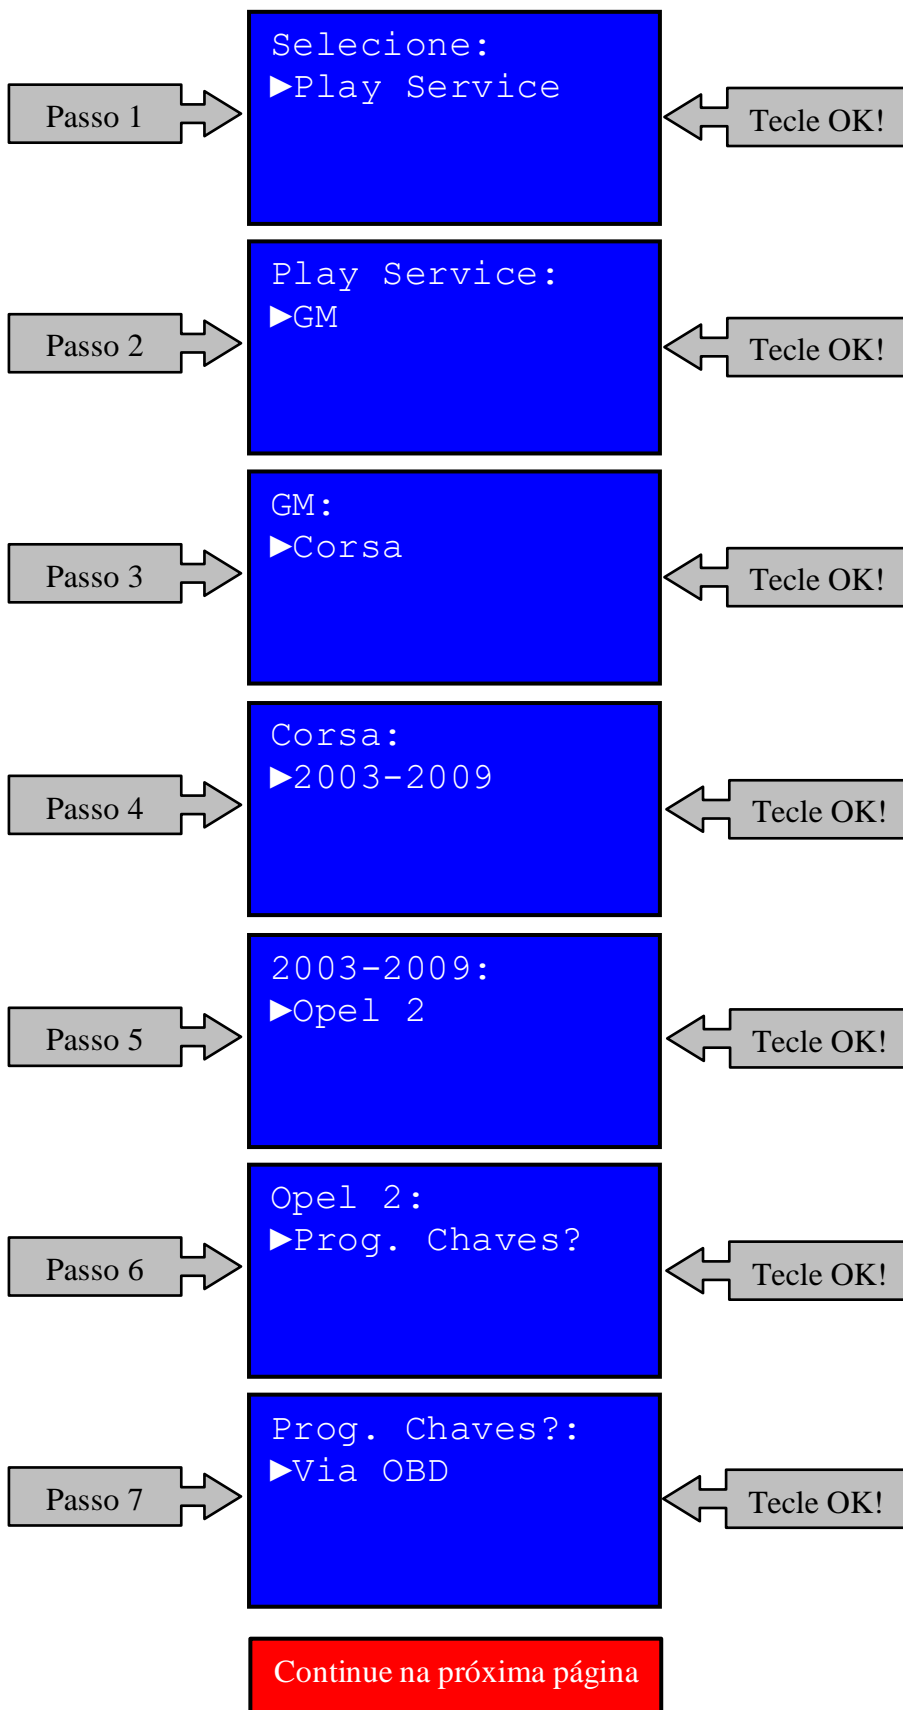 Selecione:
►Play Service
Passo 1
Tecle OK!
Play Service:
►GM
Passo 2
Tecle OK!
GM:
►Corsa
Passo 3
Tecle OK!
Corsa:
►2003-2009
Passo 4
Tecle OK!
2003-2009:
►Opel 2
Passo 5
Tecle OK!
Opel 2:
►Prog. Chaves?
Passo 6
Tecle OK!
Prog. Chaves?:
►Via OBD
Passo 7
Tecle OK!
Continue na próxima página